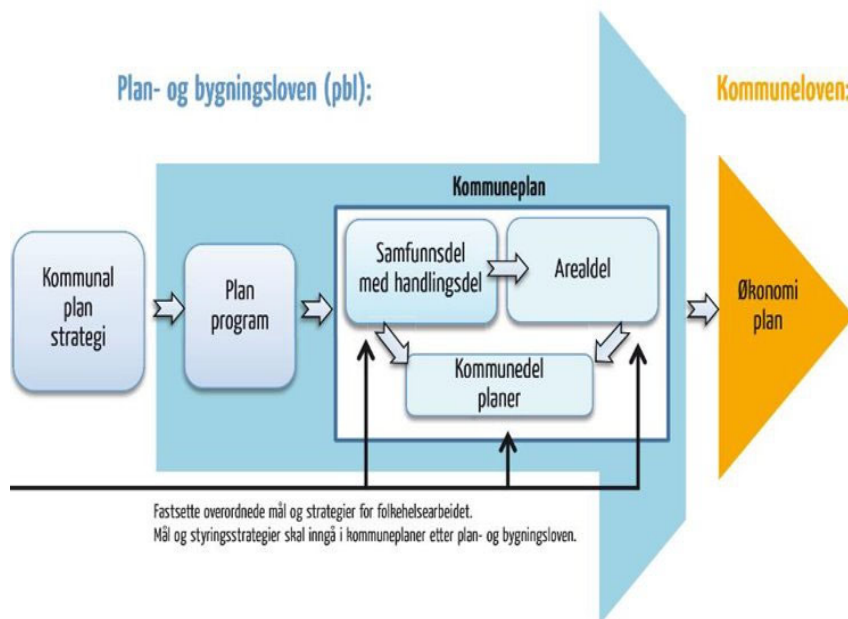 Plan- og bygningsloven (pbl):
Kommuneloven:
Kommuneplan
Kommunal
plan
strategi
Plan
program
Samfunnsdel
med handlingsdel
Arealdel
Kommunedel
planer
Økonomi
plan
Fastsette overordnede mål og strategier for folkehelsearbeidet.
Mål og styringsstrategier skal inngå i kommuneplaner etter plan- og bygningsloven.